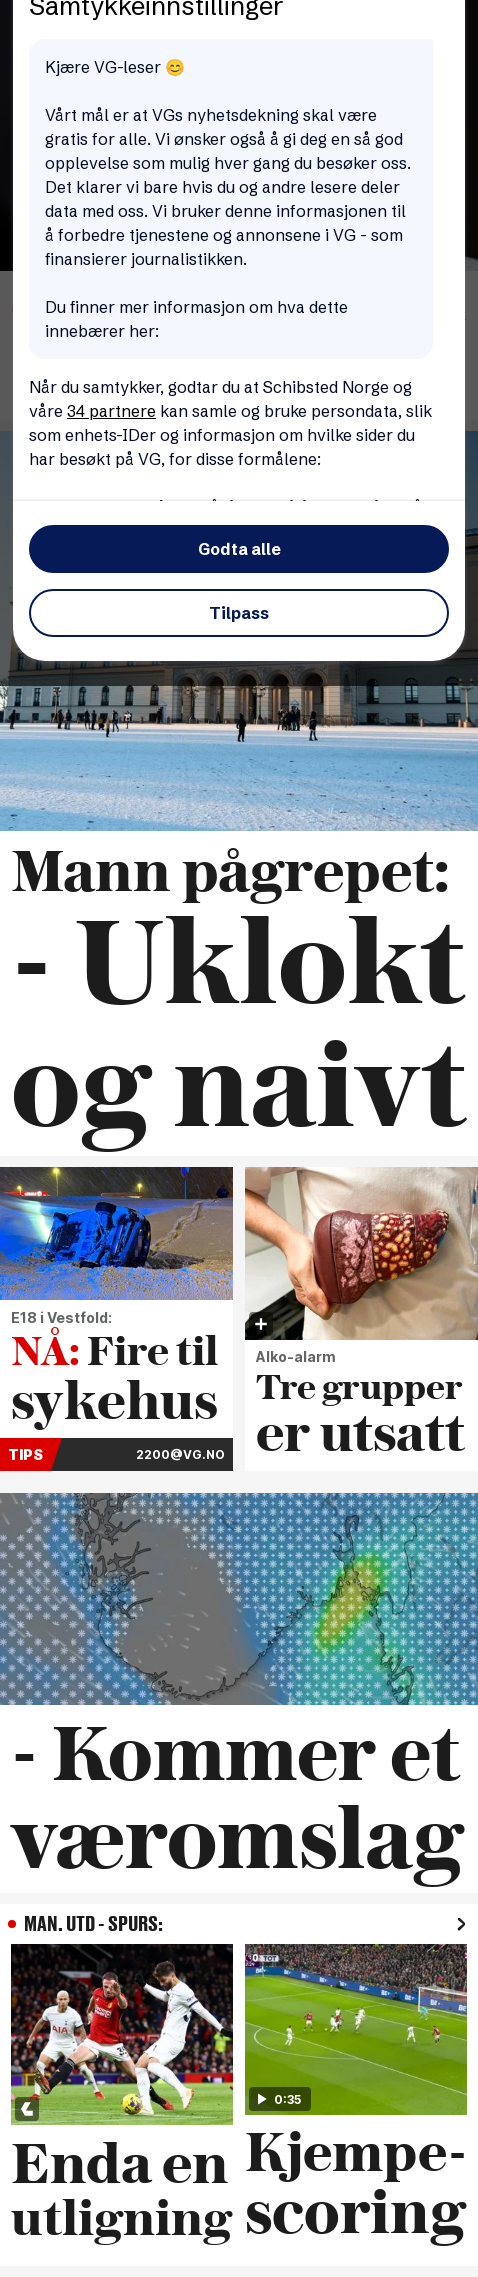 Samtykkeinnstillinger
Kjære VG-leser 😊
Vårt mål er at VGs nyhetsdekning skal være
gratis for alle. Vi ønsker også å gi deg en så god
opplevelse som mulig hver gang du besøker oss.
Det klarer vi bare hvis du og andre lesere deler
data med oss. Vi bruker denne informasjonen til
å forbedre tjenestene og annonsene i VG - som
finansierer journalistikken.
Du finner mer informasjon om hva dette
innebærer her:
Når du samtykker, godtar du at Schibsted Norge og
våre 34 partnere kan samle og bruke persondata, slik
som enhets-IDer og informasjon om hvilke sider du
har besøkt på VG, for disse formålene:
Godta alle
Tilpass
Mann pågrepet:
- Uklokt
og naivt
E18 i Vestfold:
NÅ: Fire til
sykehus
TIPS 2200@VG.NO
Alko-alarm
Tre grupper
er utsatt
- Kommer et
væromslag
MAN. UTD - SPURS:
Enda en
utligning
TOT
0:35
Kjempe-
scoring